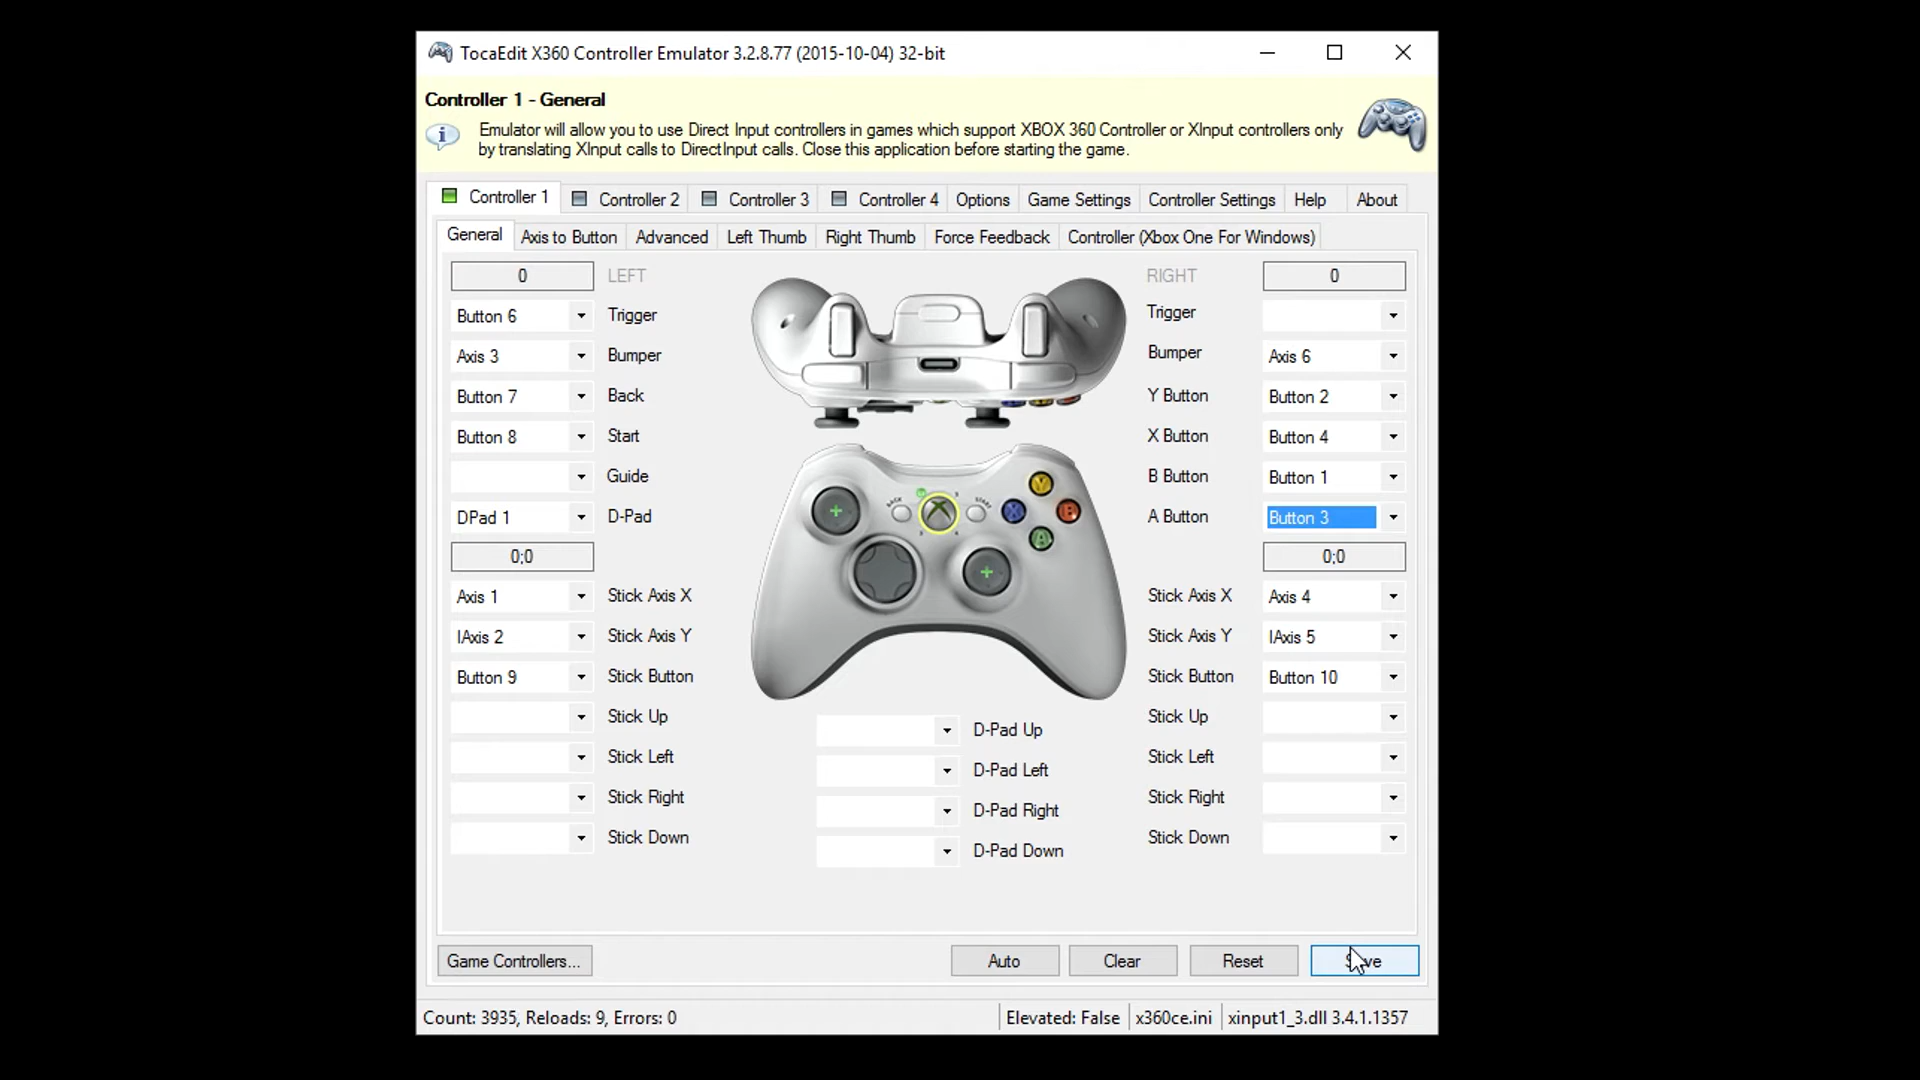 TocaEdit X360 Controller Emulator 3.2.8.77 (2015-10-04) 32-bit
Controller 1 - General
Emulator will allow you to use Direct Input controllers in games which support XBOX 360 Controller or XInput controllers only
by translating XInput calls to DirectInput calls. Close this application before starting the game.
Controller 1 Controller 2 Controller 3 Controller 4 Options Game Settings Controller Settings Help About
General Axis to Button Advanced Left Thumb Right Thumb Force Feedback Controller (Xbox One For Windows)
0 LEFT RIGHT 0
Button 6 Trigger Trigger
Axis 3 Bumper Bumper Axis 6
Button 7 Back Y Button Button 2
Button 8 Start X Button Button 4
Guide B Button Button 1
DPad 1 D-Pad A Button Button 3
BACK START
Y
X B
A
0;0 0;0
Axis 1 Stick Axis X Stick Axis X Axis 4
IAxis 2 Stick Axis Y Stick Axis Y IAxis 5
Button 9 Stick Button Stick Button Button 10
Stick Up D-Pad Up Stick Up
Stick Left D-Pad Left Stick Left
Stick Right D-Pad Right Stick Right
Stick Down D-Pad Down Stick Down
Game Controllers... Auto Clear Reset
Count: 3935, Reloads: 9, Errors: 0 Elevated: False x360ce.ini xinput1_3.dll 3.4.1.1357